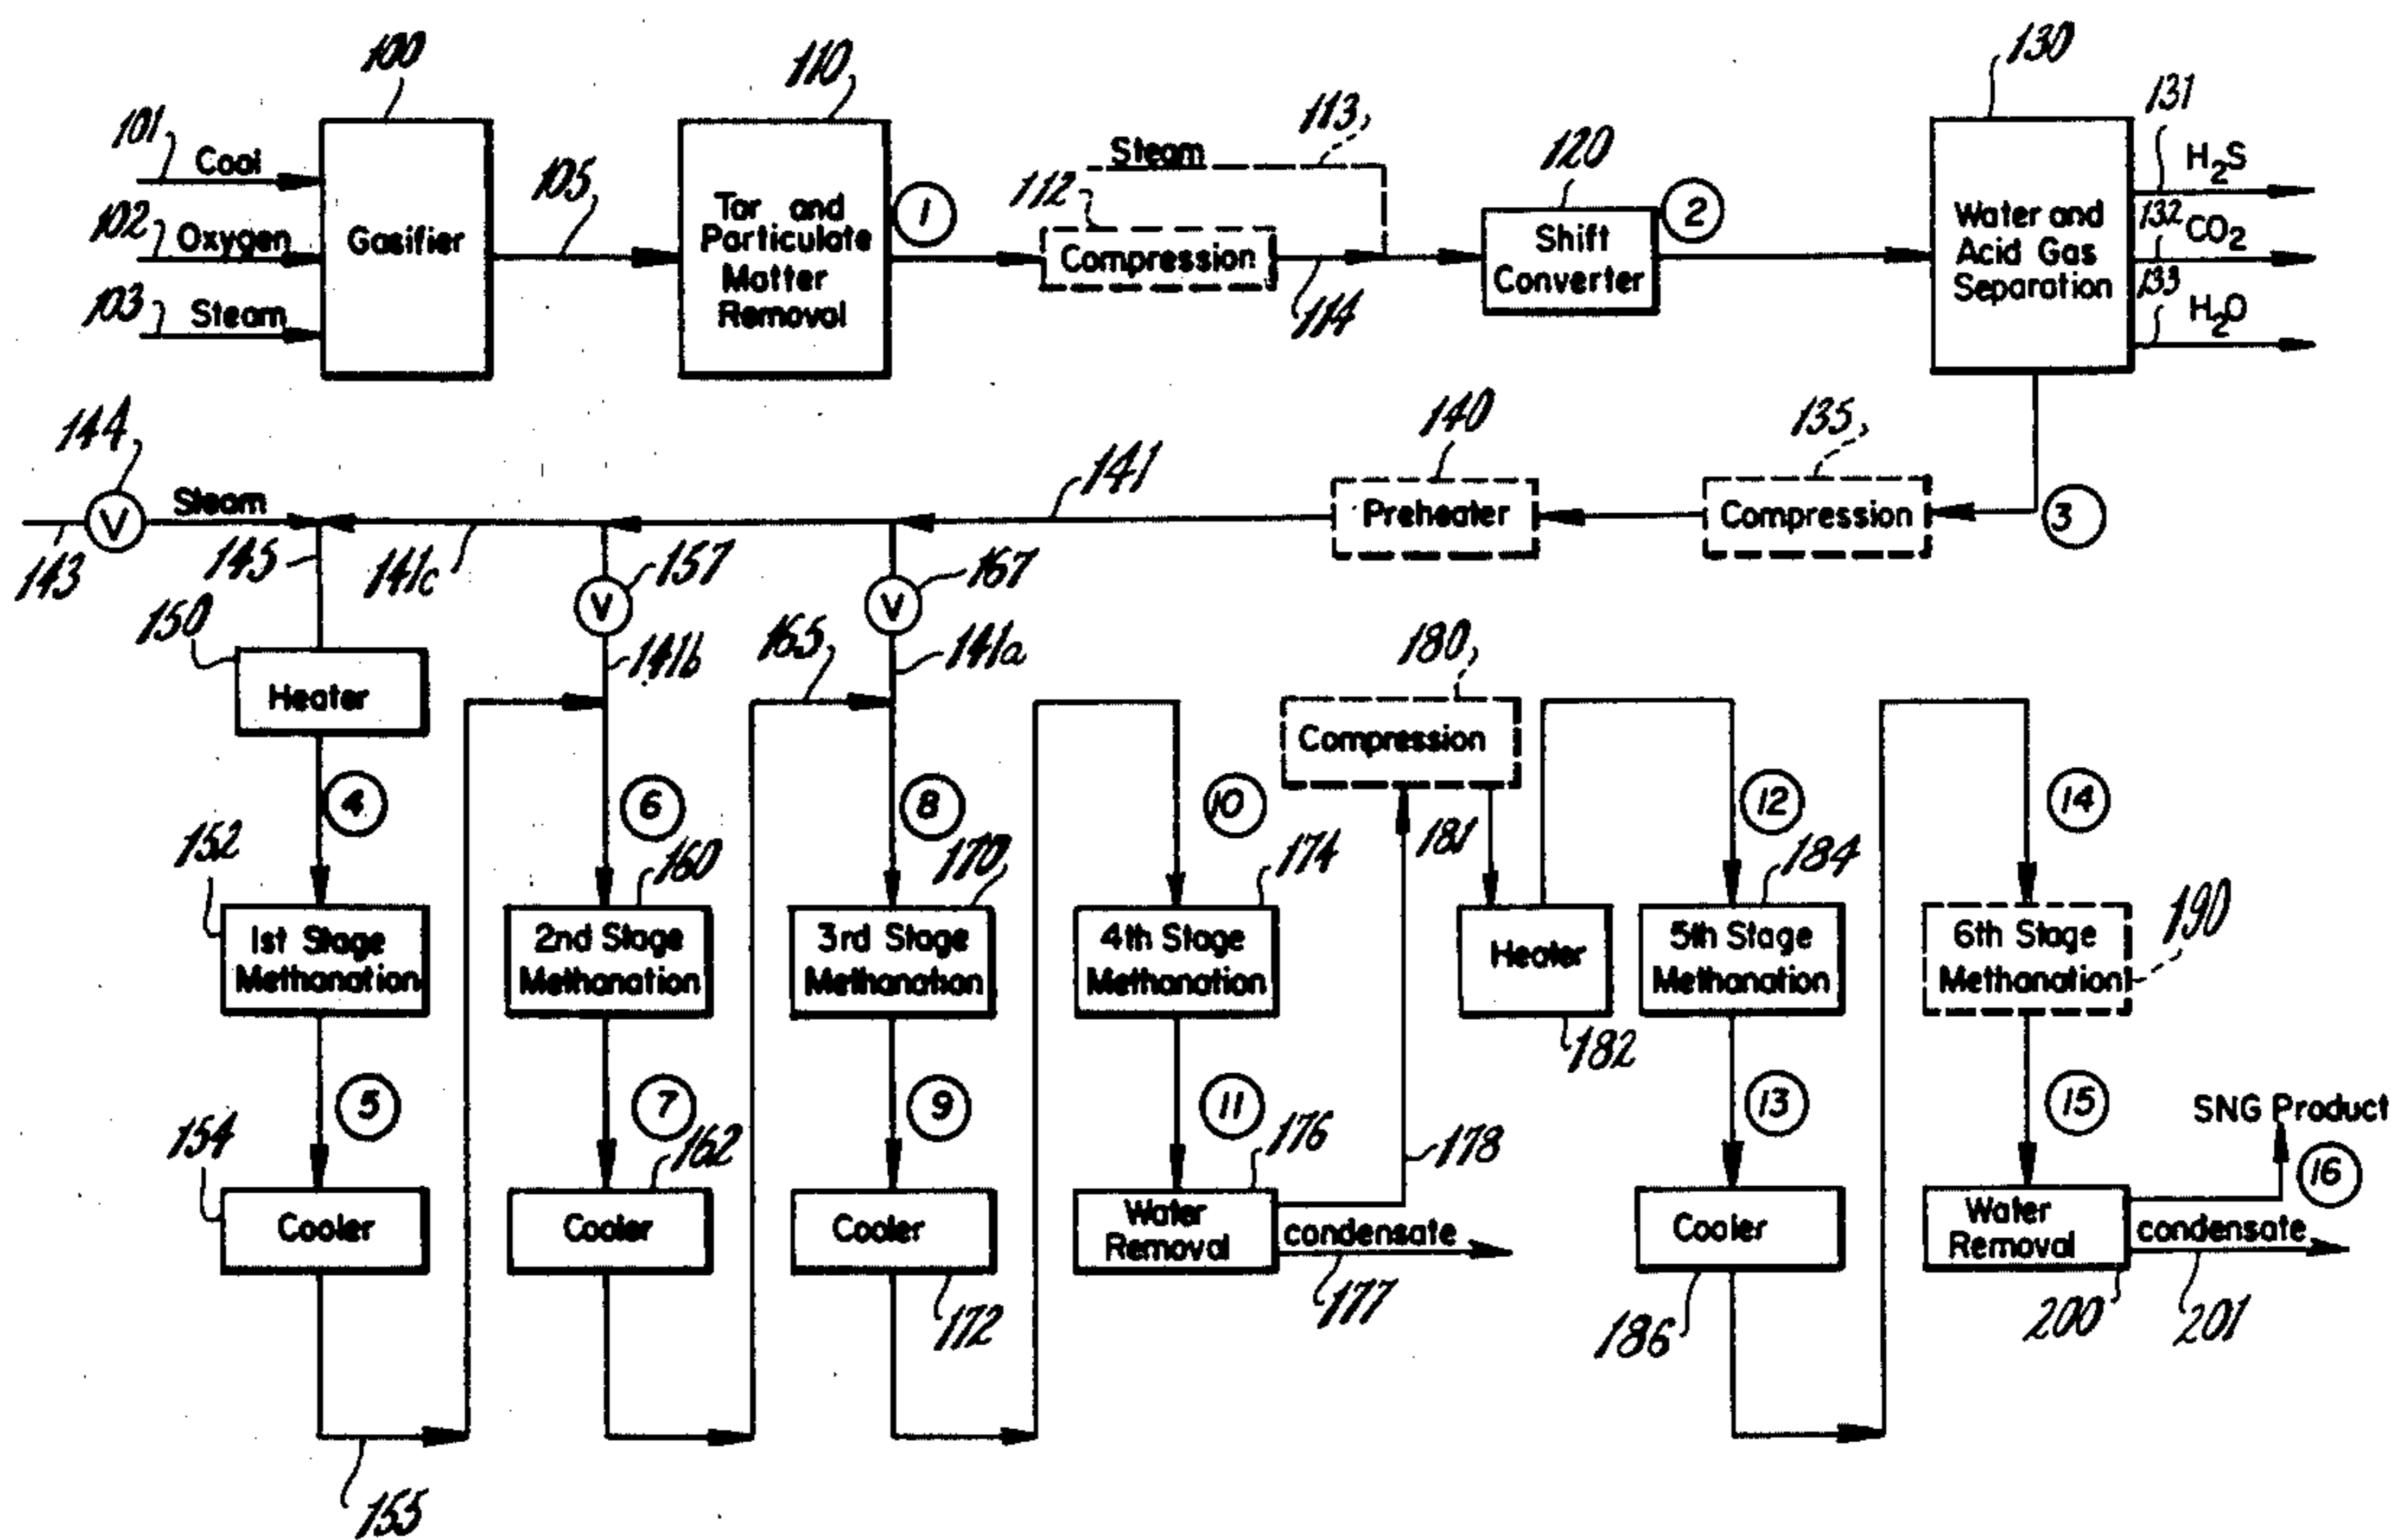 100
110
130
101
Coal
105
113
Steam
112
120
131
H2S
1
2
102
Oxygen
Gasifier
Tar and
Particulate
Matter
Removal
Compression
Shift
Converter
Water and
Acid Gas
Separation
132
CO2
103
Steam
114
133
H2O
144
141
140
135
V
Steam
Preheater
Compression
3
143
145
141c
157
167
V
V
150
165
141b
141a
180
Heater
Compression
4
6
8
10
181
12
14
152
160
170
174
184
190
1st Stage
Methanation
2nd Stage
Methanation
3rd Stage
Methanation
4th Stage
Methanation
Heater
5th Stage
Methanation
6th Stage
Methanation
182
5
7
9
11
13
15
SNG Product
154
162
176
178
16
Cooler
Cooler
Cooler
Water
Removal
condensate
Cooler
Water
Removal
condensate
172
177
186
200
201
155